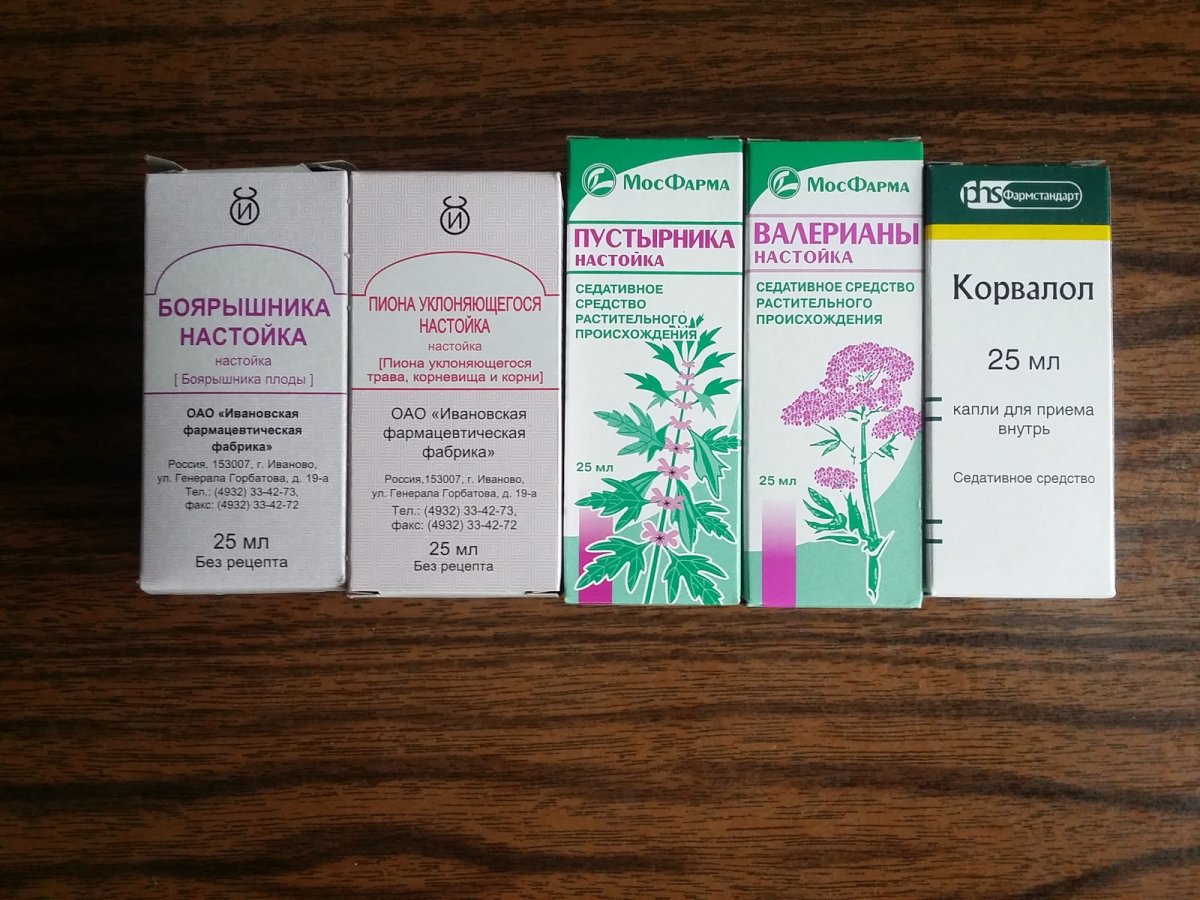 БОЯРЫШНИКА
НАСТОЙКА
настойка
[ Боярышника плоды ]
ОАО «Ивановская
фармацевтическая
фабрика»
Россия, 153007, г. Иваново,
ул. Генерала Горбатова, д. 19-а
Тел.: (4932) 33-42-73,
факс: (4932) 33-42-72
25 мл
Без рецепта
ПИОНА УКЛОНЯЮЩЕГОСЯ
НАСТОЙКА
настойка
[Пиона уклоняющегося
трава, корневища и корни]
ОАО «Ивановская
фармацевтическая
фабрика»
Россия,153007, г. Иваново,
ул. Генерала Горбатова, д. 19-а
Тел.: (4932) 33-42-73,
факс: (4932) 33-42-72
25 мл
Без рецепта
МосФарма
ПУСТЫРНИКА
НАСТОЙКА
СЕДАТИВНОЕ
СРЕДСТВО
РАСТИТЕЛЬНОГО
ПРОИСХОЖДЕНИЯ
25 мл
МосФарма
ВАЛЕРИАНЫ
НАСТОЙКА
СЕДАТИВНОЕ СРЕДСТВО
РАСТИТЕЛЬНОГО
ПРОИСХОЖДЕНИЯ
25 мл
phs Фармстандарт
Корвалол
25 мл
капли для приема
внутрь
Седативное средство